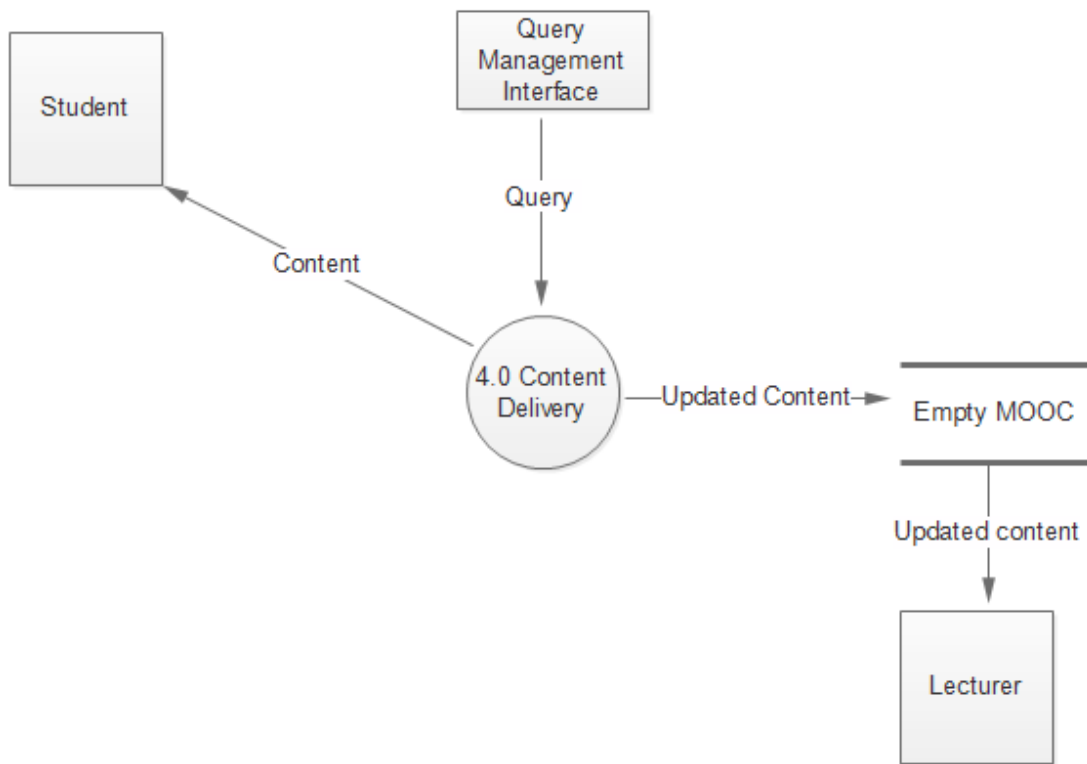 Query
Management
Interface
Student
Query
Content
4.0 Content
Delivery
Updated Content
Empty MOOC
Updated content
Lecturer